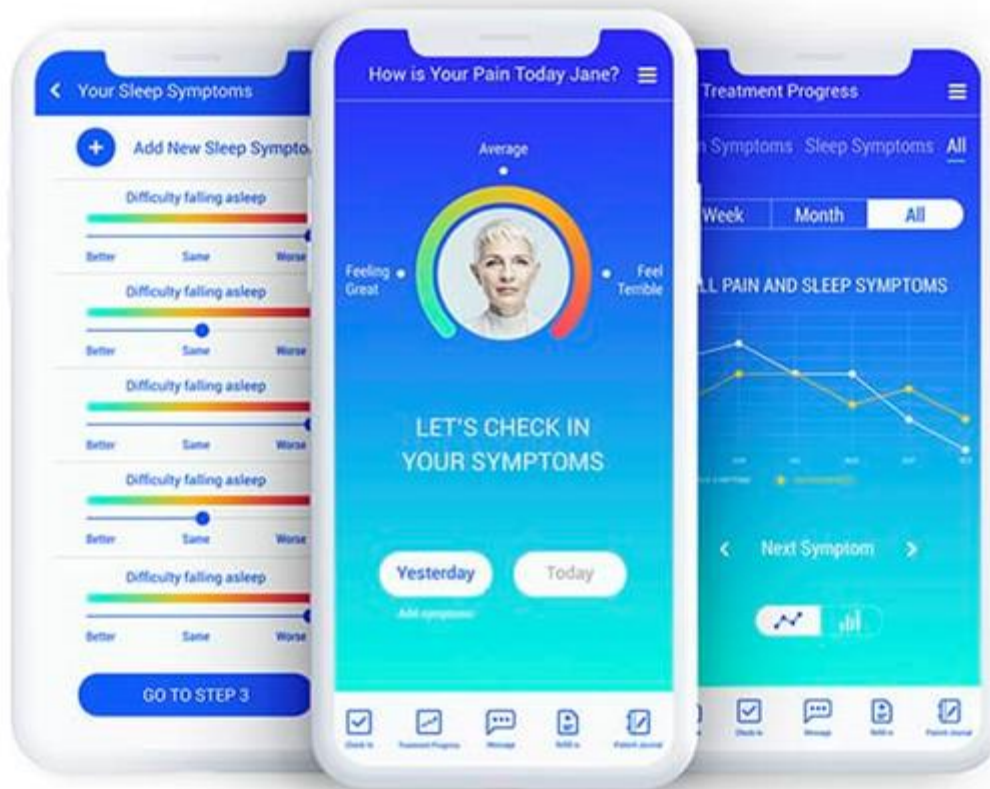 Your Sleep Symptoms
Add New Sleep Sympto
Difficulty falling asleep
Better Same Worse
Difficulty falling asleep
Better Same Worse
Difficulty falling asleep
Better Same Worse
Difficulty falling asleep
Better Same Worse
Difficulty falling asleep
Better Same Worse
GO TO STEP 3
How is Your Pain Today Jane?
Average
Feeling
Great
Feel
Terrible
LET'S CHECK IN
YOUR SYMPTOMS
Yesterday
Today
Add symptoms
Check In Treatment Progress Message Refill Patient Journal
Treatment Progress
n Symptoms Sleep Symptoms All
Week Month All
LL PAIN AND SLEEP SYMPTOMS
Next Symptom
Check In Message Refill Patient Journal